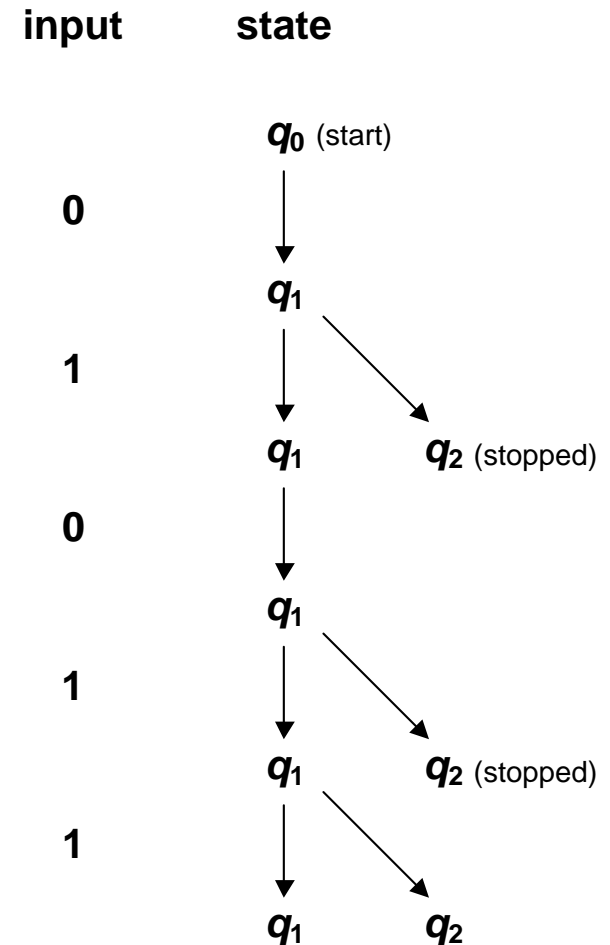 input state
q0 (start)
0
q1
1
q1 q2 (stopped)
0
q1
1
q1 q2 (stopped)
1
q1 q2